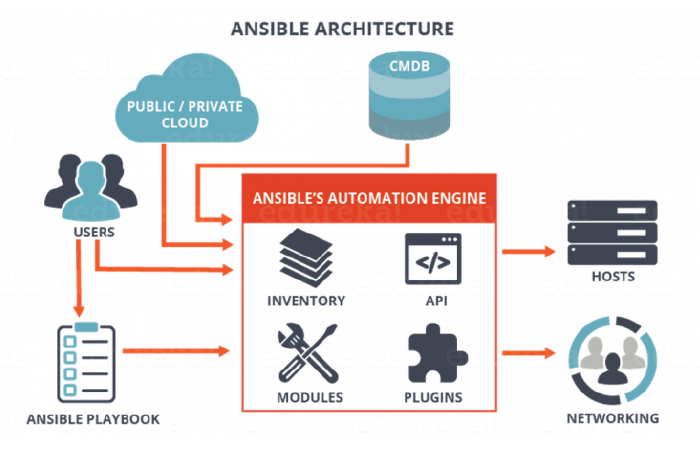 ANSIBLE ARCHITECTURE
CMDB
PUBLIC / PRIVATE
CLOUD
ANSIBLE'S AUTOMATION ENGINE
edureka!
USERS
INVENTORY
</>
API
HOSTS
MODULES
PLUGINS
ANSIBLE PLAYBOOK
NETWORKING